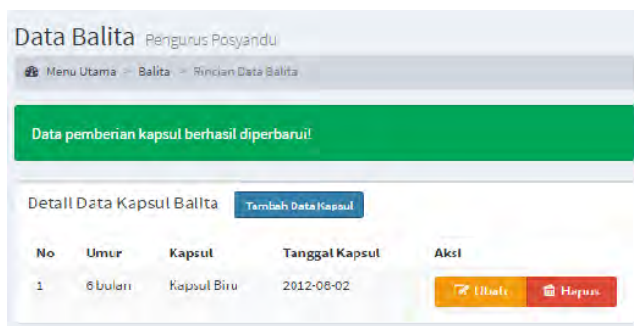 Data Balita Pengurus Posyandu
Menu Utama > Balita > Rincian Data Balita
Data pemberian kapsul berhasil diperbarui!
Detail Data Kapsul Balita Tambah Data Kapsul
No Umur Kapsul Tanggal Kapsul Aksi
1 6 bulan Kapsul Biru 2012-08-02 Ubah Hapus